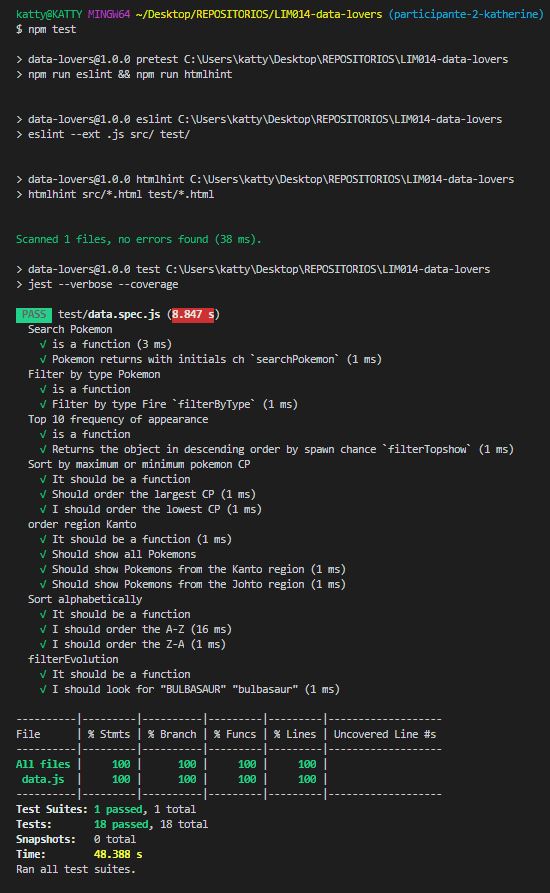 katty@KATTY MINGW64 ~/Desktop/REPOSITORIOS/LIM014-data-lovers (participante-2-katherine)
$ npm test
> data-lovers@1.0.0 pretest C:\Users\katty\Desktop\REPOSITORIOS\LIM014-data-lovers
> npm run eslint && npm run htmlhint
> data-lovers@1.0.0 eslint C:\Users\katty\Desktop\REPOSITORIOS\LIM014-data-lovers
> eslint --ext .js src/ test/
> data-lovers@1.0.0 htmlhint C:\Users\katty\Desktop\REPOSITORIOS\LIM014-data-lovers
> htmlhint src/*.html test/*.html
Scanned 1 files, no errors found (38 ms).
> data-lovers@1.0.0 test C:\Users\katty\Desktop\REPOSITORIOS\LIM014-data-lovers
> jest --verbose --coverage
PASS test/data.spec.js (8.847 s)
Search Pokemon
√ is a function (3 ms)
√ Pokemon returns with initials ch `searchPokemon` (1 ms)
Filter by type Pokemon
√ is a function
√ Filter by type Fire `filterByType` (1 ms)
Top 10 frequency of appearance
√ is a function
√ Returns the object in descending order by spawn chance `filterTopshow` (1 ms)
Sort by maximum or minimum pokemon CP
√ It should be a function
√ Should order the largest CP (1 ms)
√ I should order the lowest CP (1 ms)
order region Kanto
√ It should be a function (1 ms)
√ Should show all Pokemons
√ Should show Pokemons from the Kanto region (1 ms)
√ Should show Pokemons from the Johto region (1 ms)
Sort alphabetically
√ It should be a function
√ I should order the A-Z (16 ms)
√ I should order the Z-A (1 ms)
filterEvolution
√ It should be a function
√ I should look for "BULBASAUR" "bulbasaur" (1 ms)
----------|---------|----------|---------|---------|-------------------
File      | % Stmts | % Branch | % Funcs | % Lines | Uncovered Line #s
----------|---------|----------|---------|---------|-------------------
All files |     100 |      100 |     100 |     100 |
 data.js  |     100 |      100 |     100 |     100 |
----------|---------|----------|---------|---------|-------------------
Test Suites: 1 passed, 1 total
Tests:       18 passed, 18 total
Snapshots:   0 total
Time:        48.388 s
Ran all test suites.